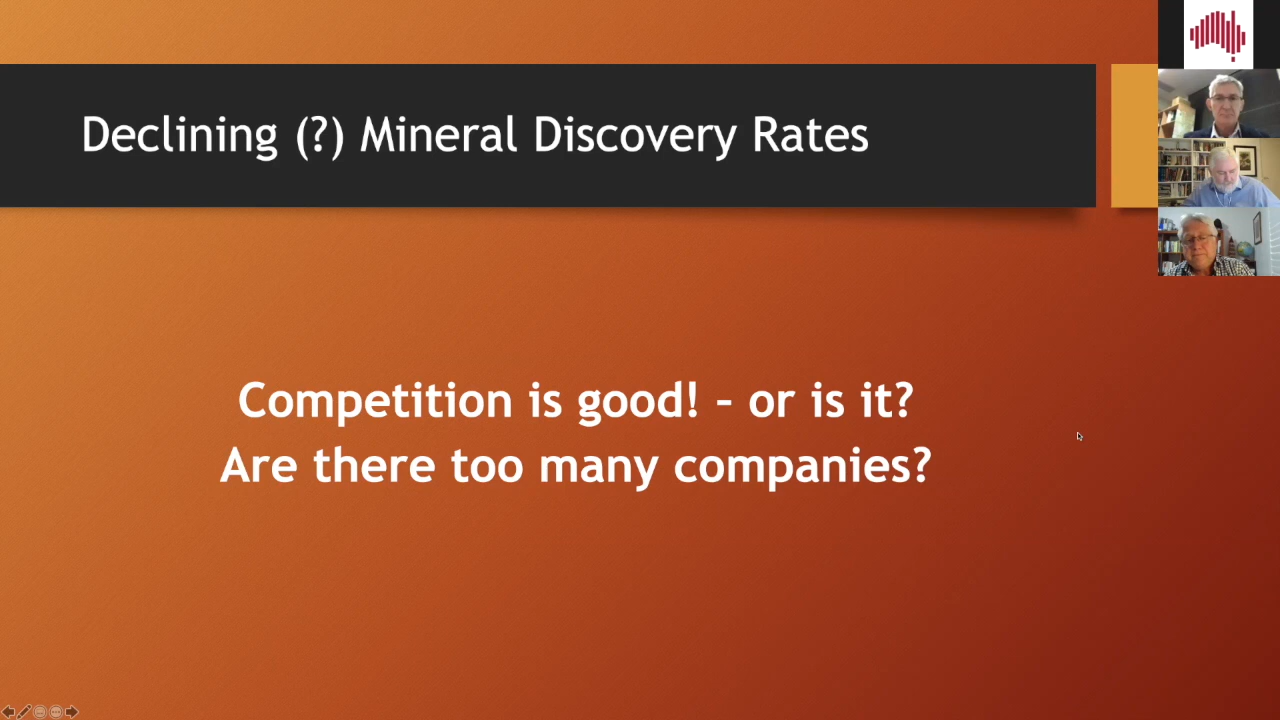 Declining (?) Mineral Discovery Rates
Competition is good! – or is it?
Are there too many companies?